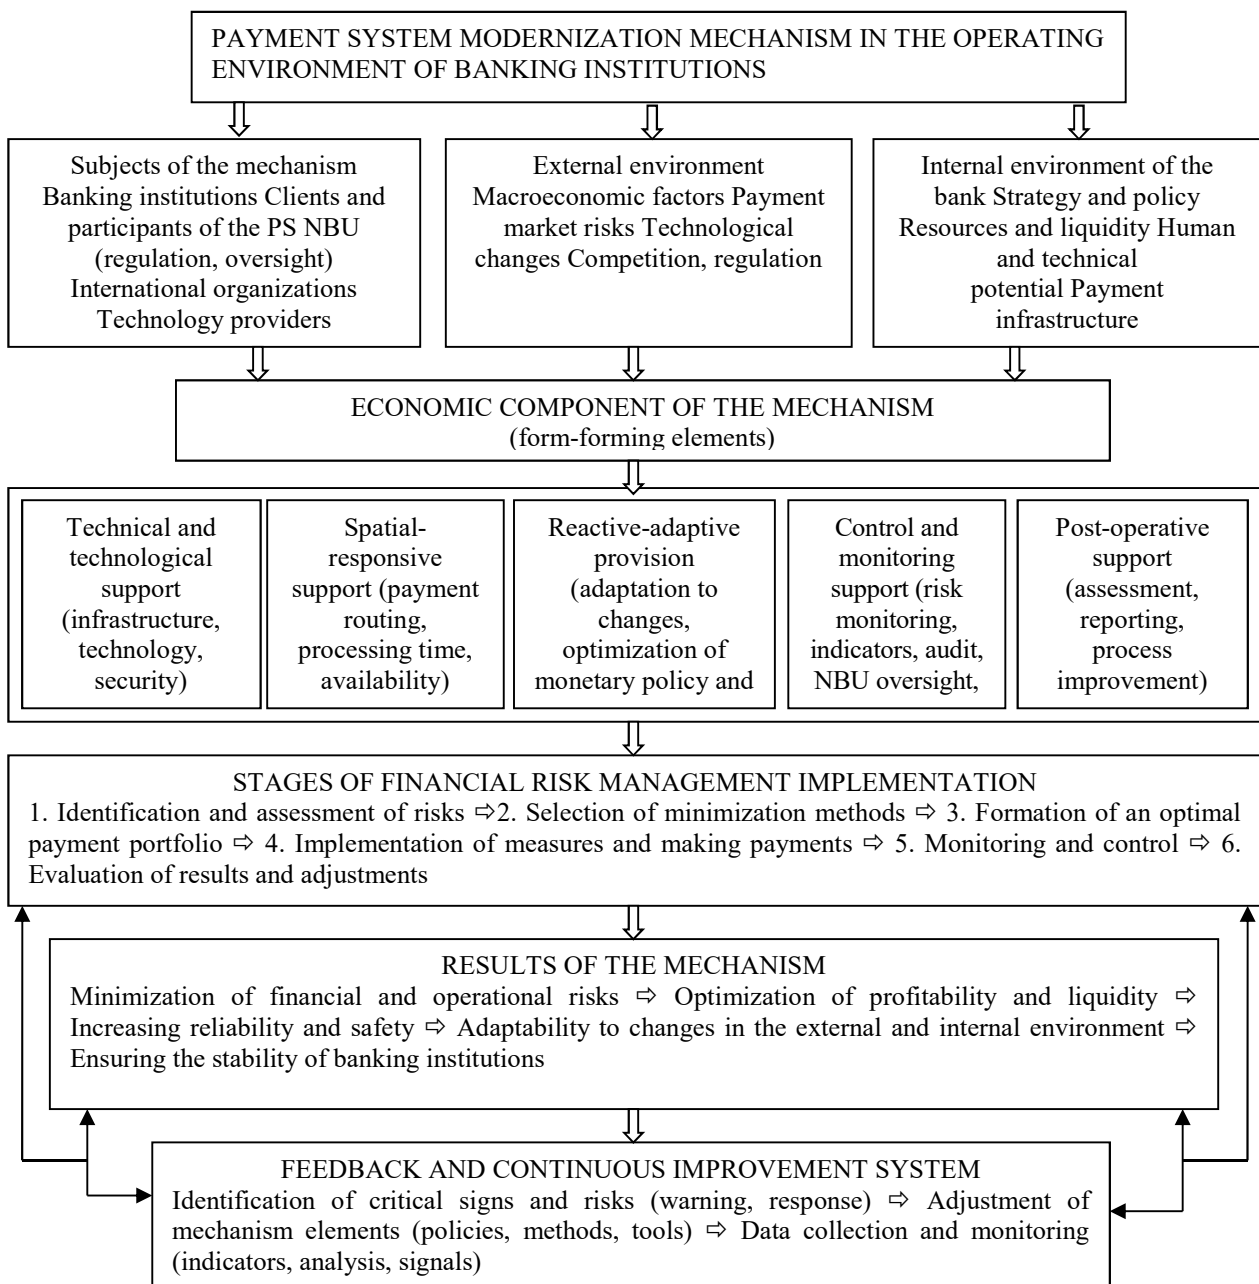 PAYMENT SYSTEM MODERNIZATION MECHANISM IN THE OPERATING
ENVIRONMENT OF BANKING INSTITUTIONS
Subjects of the mechanism
Banking institutions Clients and
participants of the PS NBU
(regulation, oversight)
International organizations
Technology providers
External environment
Macroeconomic factors Payment
market risks Technological
changes Competition, regulation
Internal environment of the
bank Strategy and policy
Resources and liquidity Human
and technical
potential Payment
infrastructure
ECONOMIC COMPONENT OF THE MECHANISM
(form-forming elements)
Technical and
technological
support
(infrastructure,
technology,
security)
Spatial-
responsive
support (payment
routing,
processing time,
availability)
Reactive-adaptive
provision
(adaptation to
changes,
optimization of
monetary policy and
Control and
monitoring
support (risk
monitoring,
indicators, audit,
NBU oversight,
Post-operative
support
(assessment,
reporting,
process
improvement)
STAGES OF FINANCIAL RISK MANAGEMENT IMPLEMENTATION
1. Identification and assessment of risks ⇨2. Selection of minimization methods ⇨ 3. Formation of an optimal
payment portfolio ⇨ 4. Implementation of measures and making payments ⇨ 5. Monitoring and control ⇨ 6.
Evaluation of results and adjustments
RESULTS OF THE MECHANISM
Minimization of financial and operational risks ⇨ Optimization of profitability and liquidity ⇨
Increasing reliability and safety ⇨ Adaptability to changes in the external and internal environment ⇨
Ensuring the stability of banking institutions
FEEDBACK AND CONTINUOUS IMPROVEMENT SYSTEM
Identification of critical signs and risks (warning, response) ⇨ Adjustment of
mechanism elements (policies, methods, tools) ⇨ Data collection and monitoring
(indicators, analysis, signals)